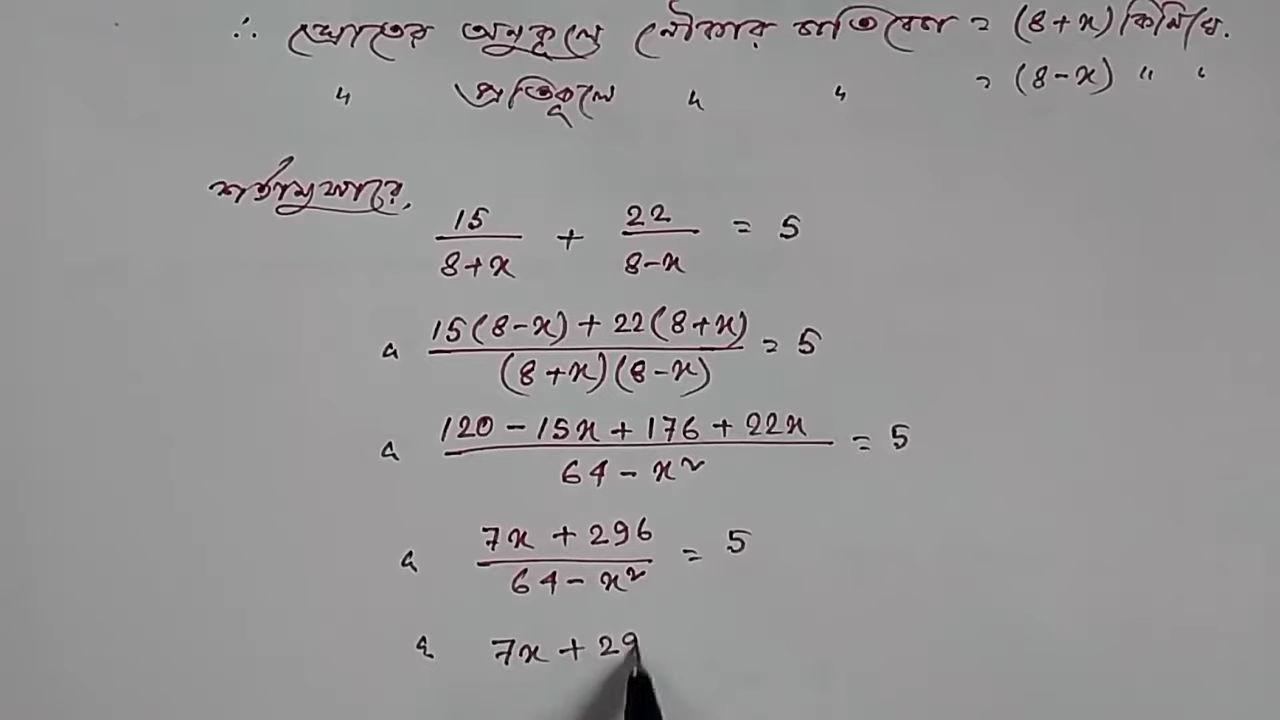 ∴ স্রোতের অনুকূলে নৌকার গতিবেগ = (8+x) কিমি/ঘ.
" প্রতিকূলে " " = (8-x) " "
শর্তানুসারে,
15/(8+x) + 22/(8-x) = 5
বা (15(8-x) + 22(8+x))/((8+x)(8-x)) = 5
বা (120 - 15x + 176 + 22x)/(64 - x²) = 5
বা (7x + 296)/(64 - x²) = 5
বা 7x + 29